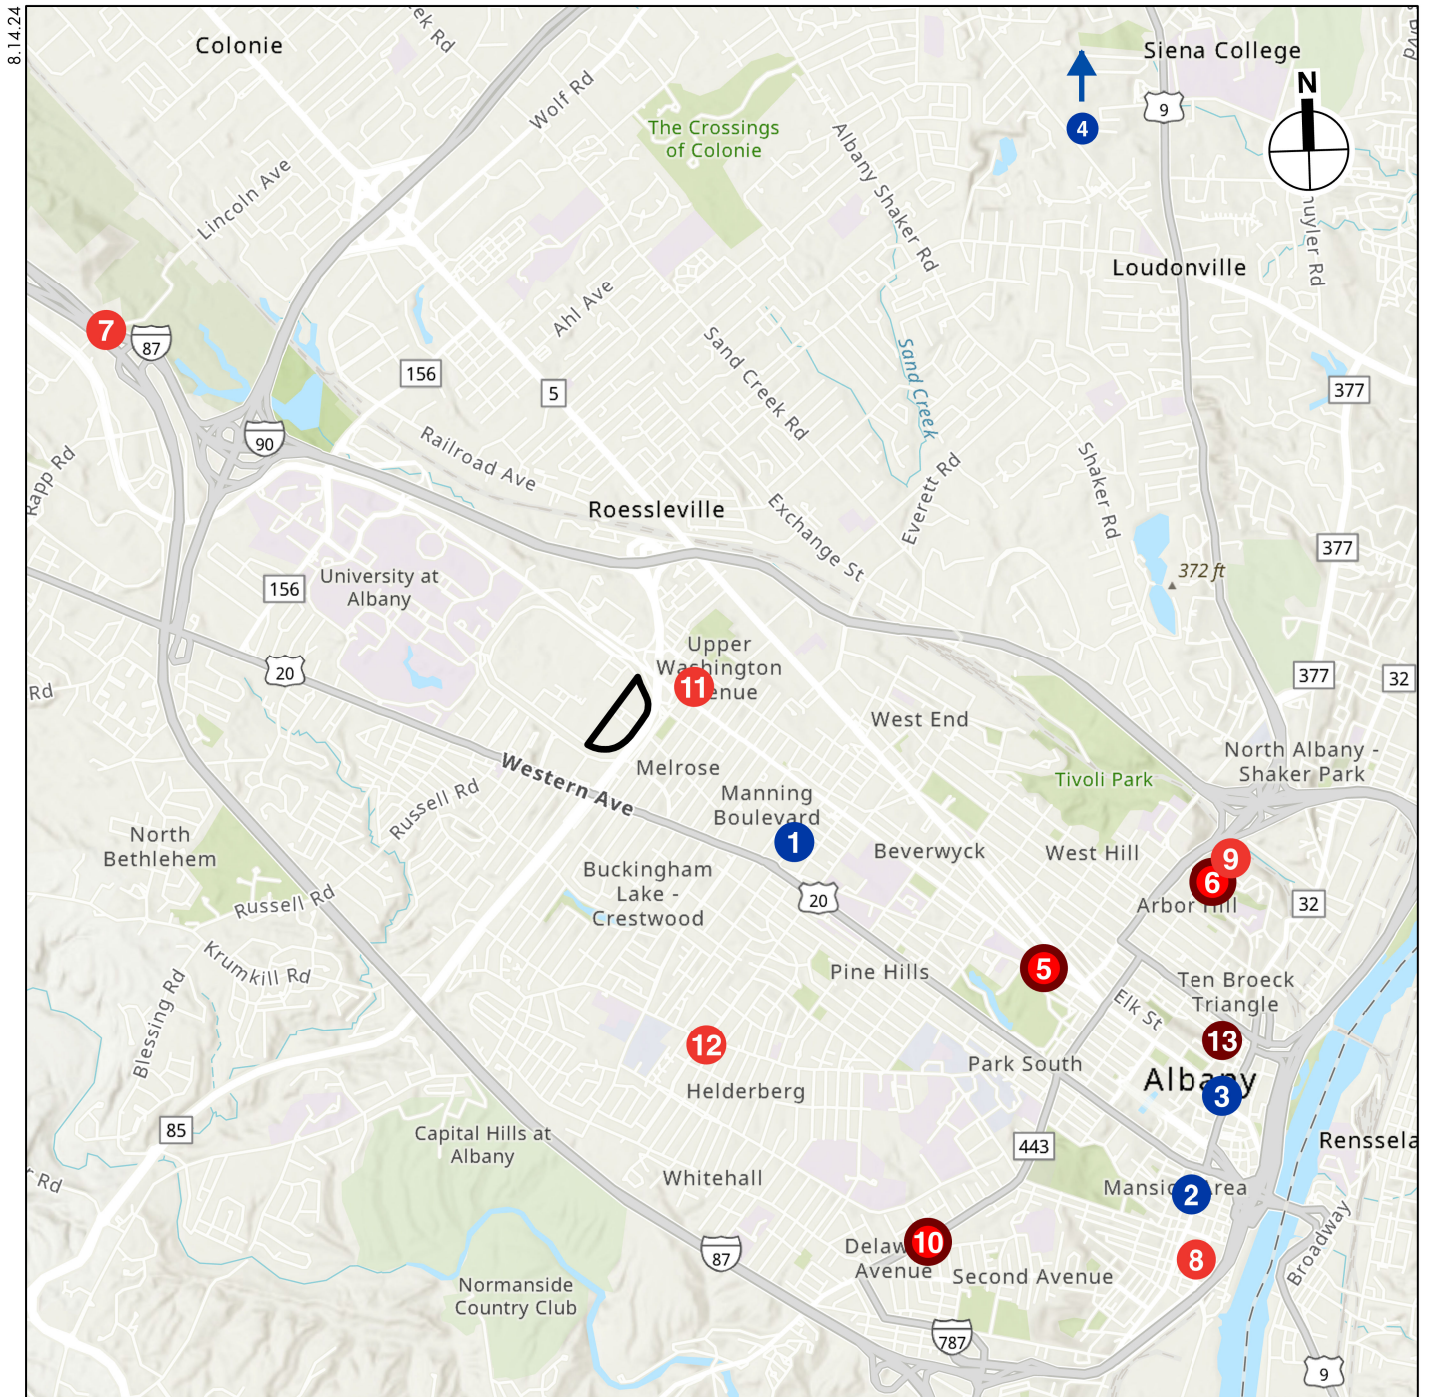 8.14.24
Colonie
Siena College
N
4
9
Wolf Rd
The Crossings
of Colonie
Albany Shaker Rd
Lincoln Ave
Loudonville
7
87
Ahl Ave
156
5
Sand Creek Rd
Sand Creek
377
90
Railroad Ave
Rapp Rd
Everett Rd
Shaker Rd
Roessleville
Exchange St
377
372 ft
University at
Albany
156
Upper
Washington
11
20
377
32
Rd
West End
North Albany -
Shaker Park
Western Ave
Melrose
Tivoli Park
Manning
Boulevard
Russell Rd
1
North
Bethlehem
Beverwyck
West Hill
9
6
Buckingham
Lake -
Crestwood
20
Arbor Hill
32
Russell Rd
Krumkill Rd
Pine Hills
5
Ten Broeck
Triangle
Elk St
Blessing Rd
12
13
Park South
Albany
3
Helderberg
85
Capital Hills at
Albany
443
Whitehall
Mansion Area
2
10
Avenue
Second Avenue
8
Broadway
87
Normanside
Country Club
787
9